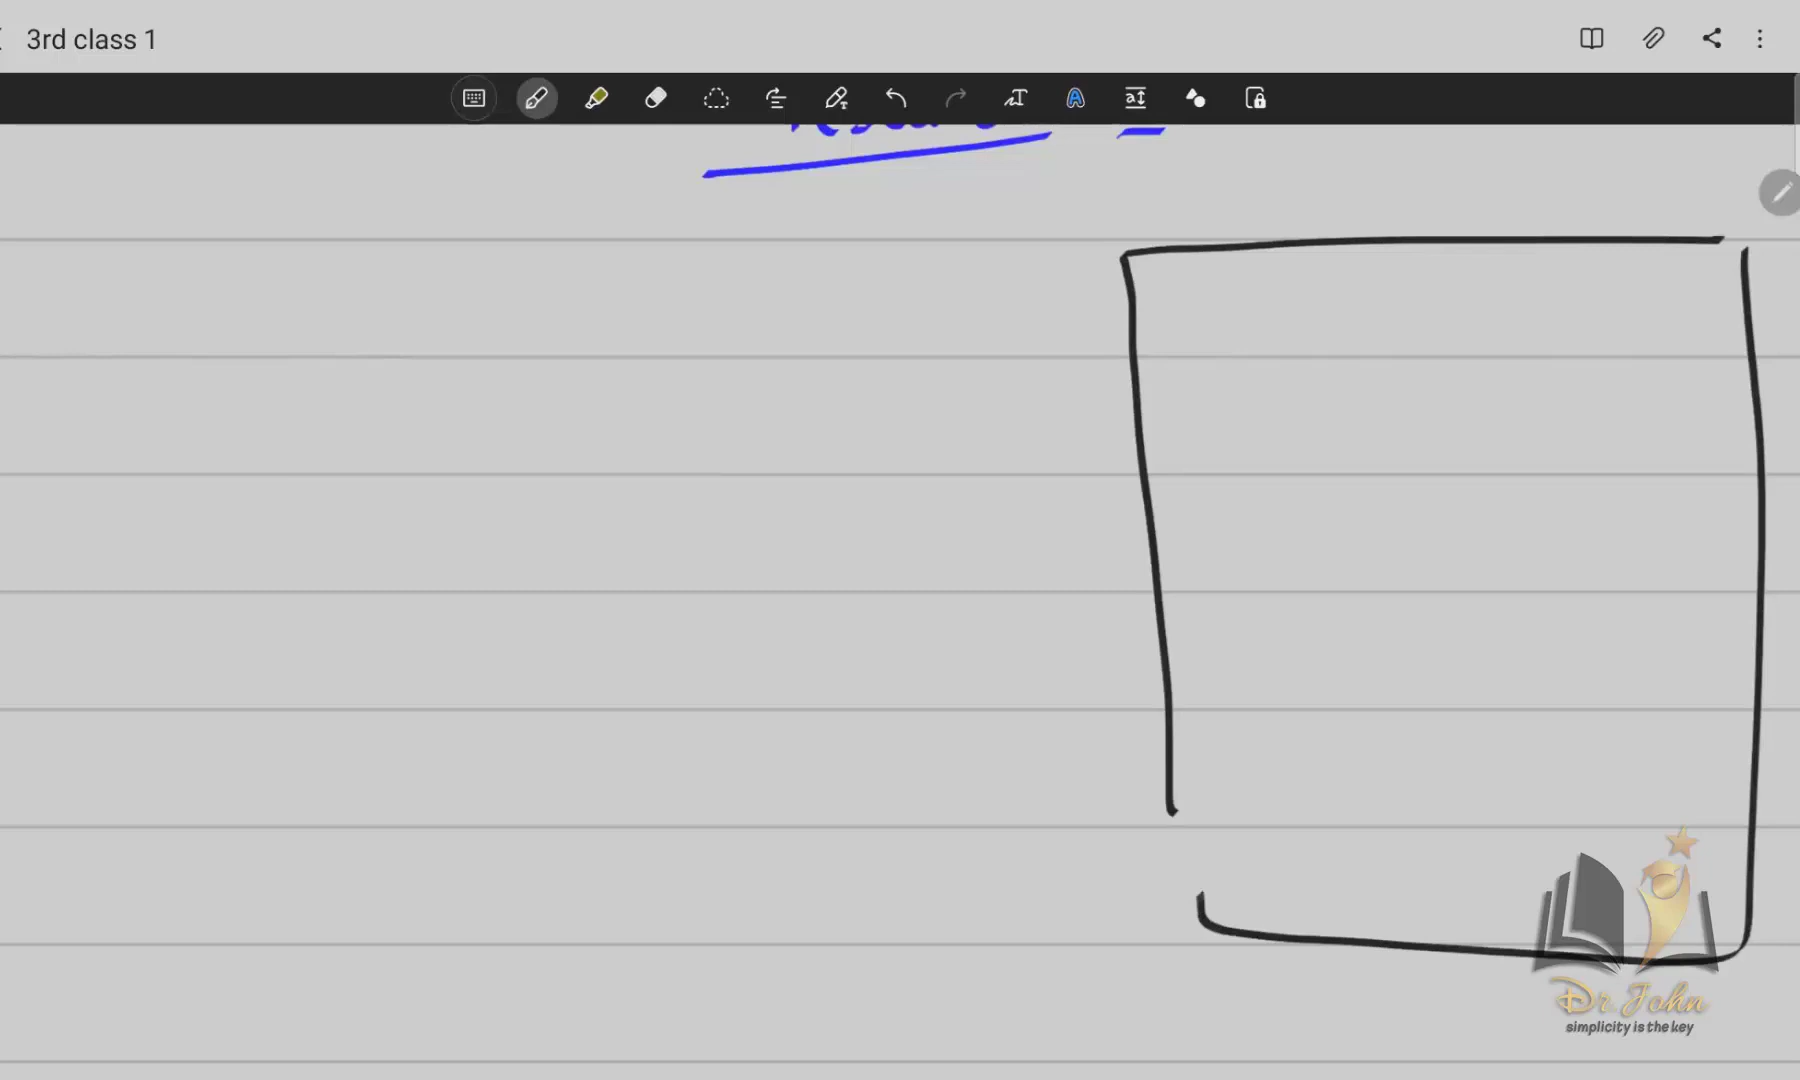 3rd class 1
Dr. John
simplicity is the key